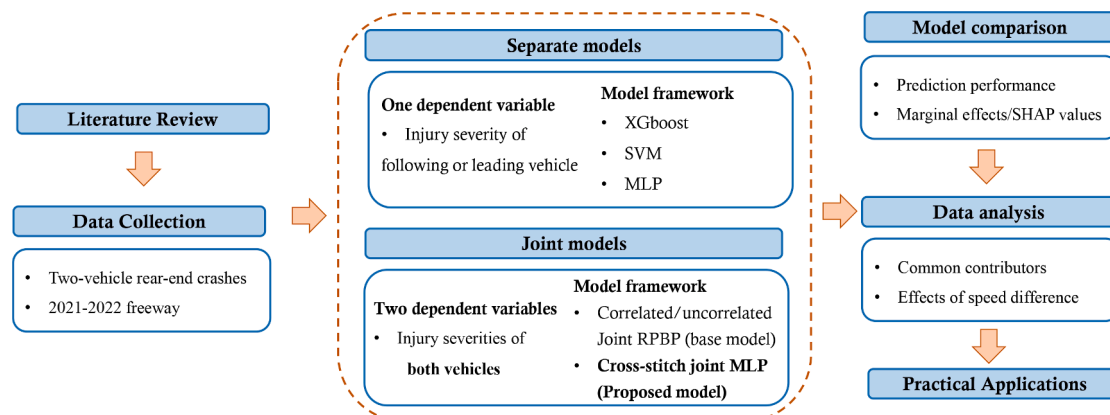 Literature Review
Data Collection
• Two-vehicle rear-end crashes
• 2021-2022 freeway
Separate models
One dependent variable
• Injury severity of
following or leading vehicle
Model framework
• XGboost
• SVM
• MLP
Joint models
Two dependent variables
• Injury severities of
both vehicles
Model framework
• Correlated/uncorrelated
Joint RPBP (base model)
• Cross-stitch joint MLP
(Proposed model)
Model comparison
• Prediction performance
• Marginal effects/SHAP values
Data analysis
• Common contributors
• Effects of speed difference
Practical Applications